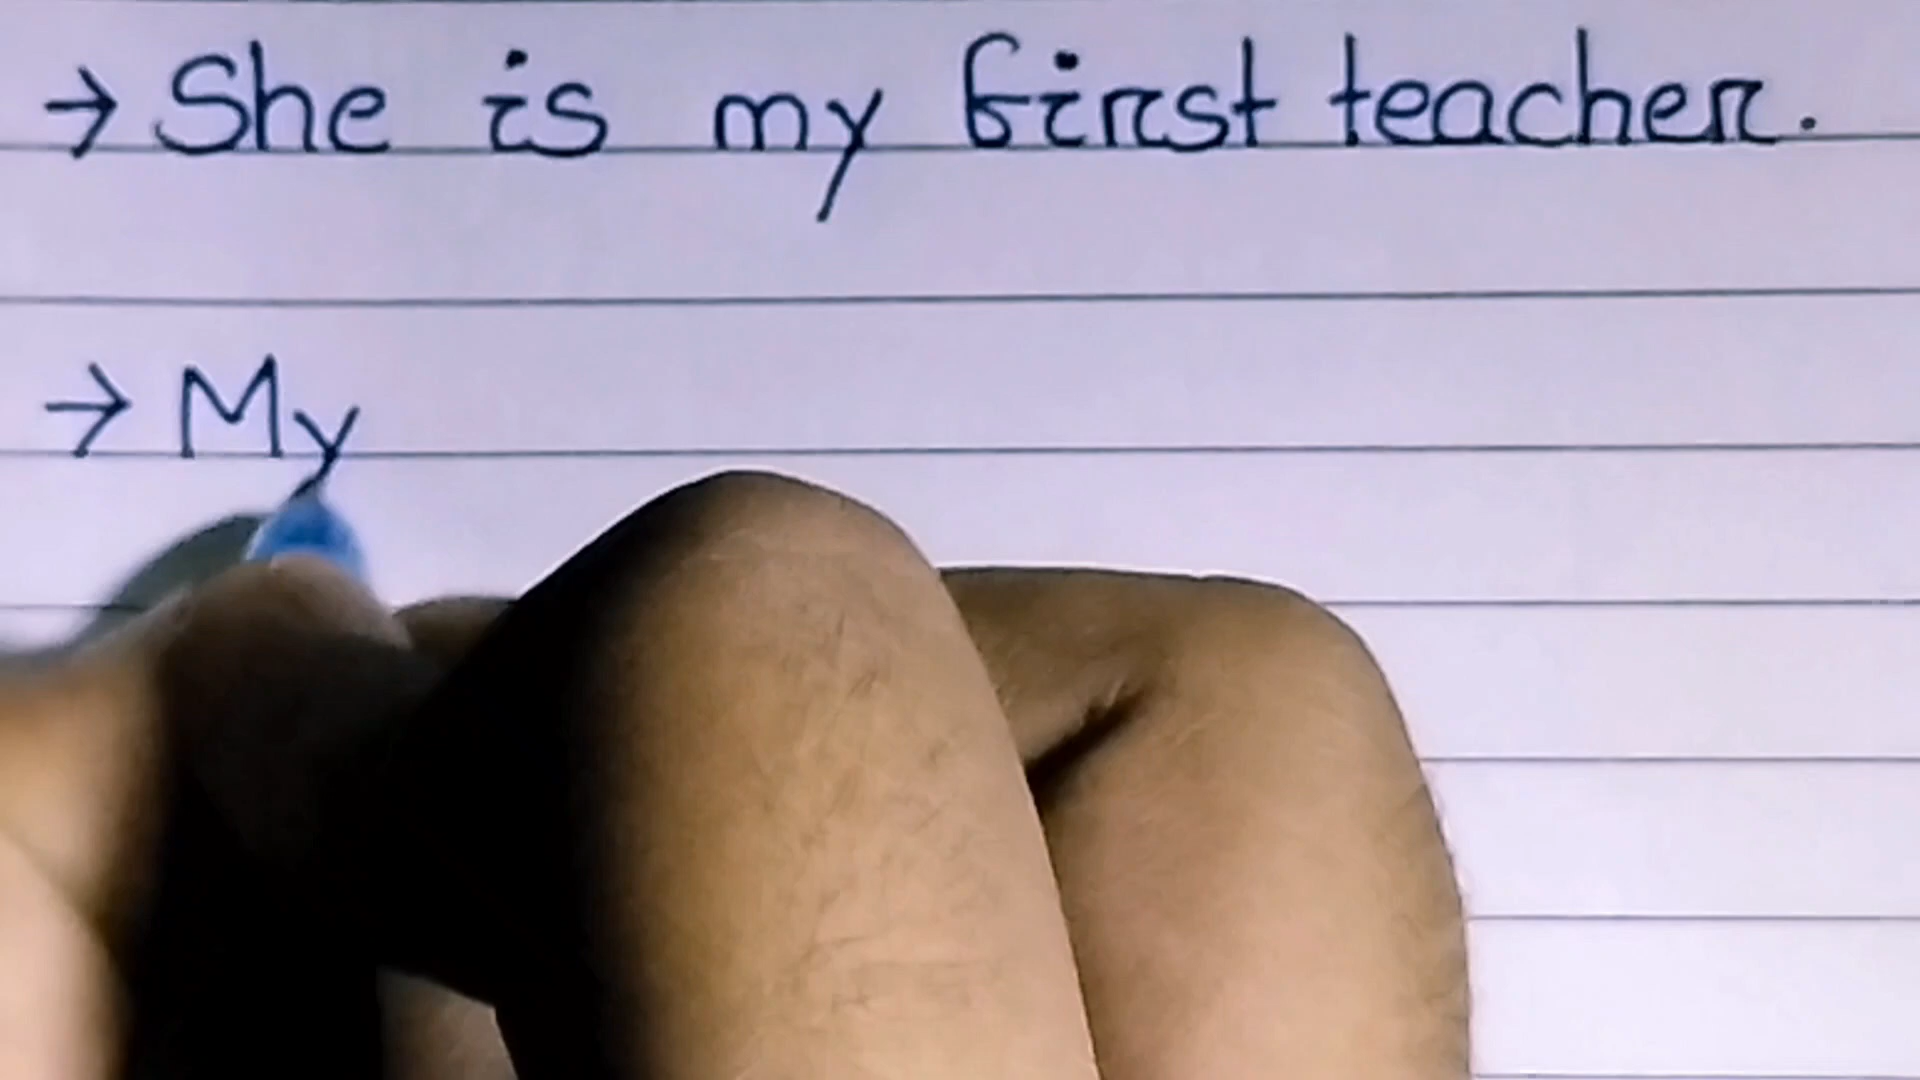 → She is my first teacher.
→ My